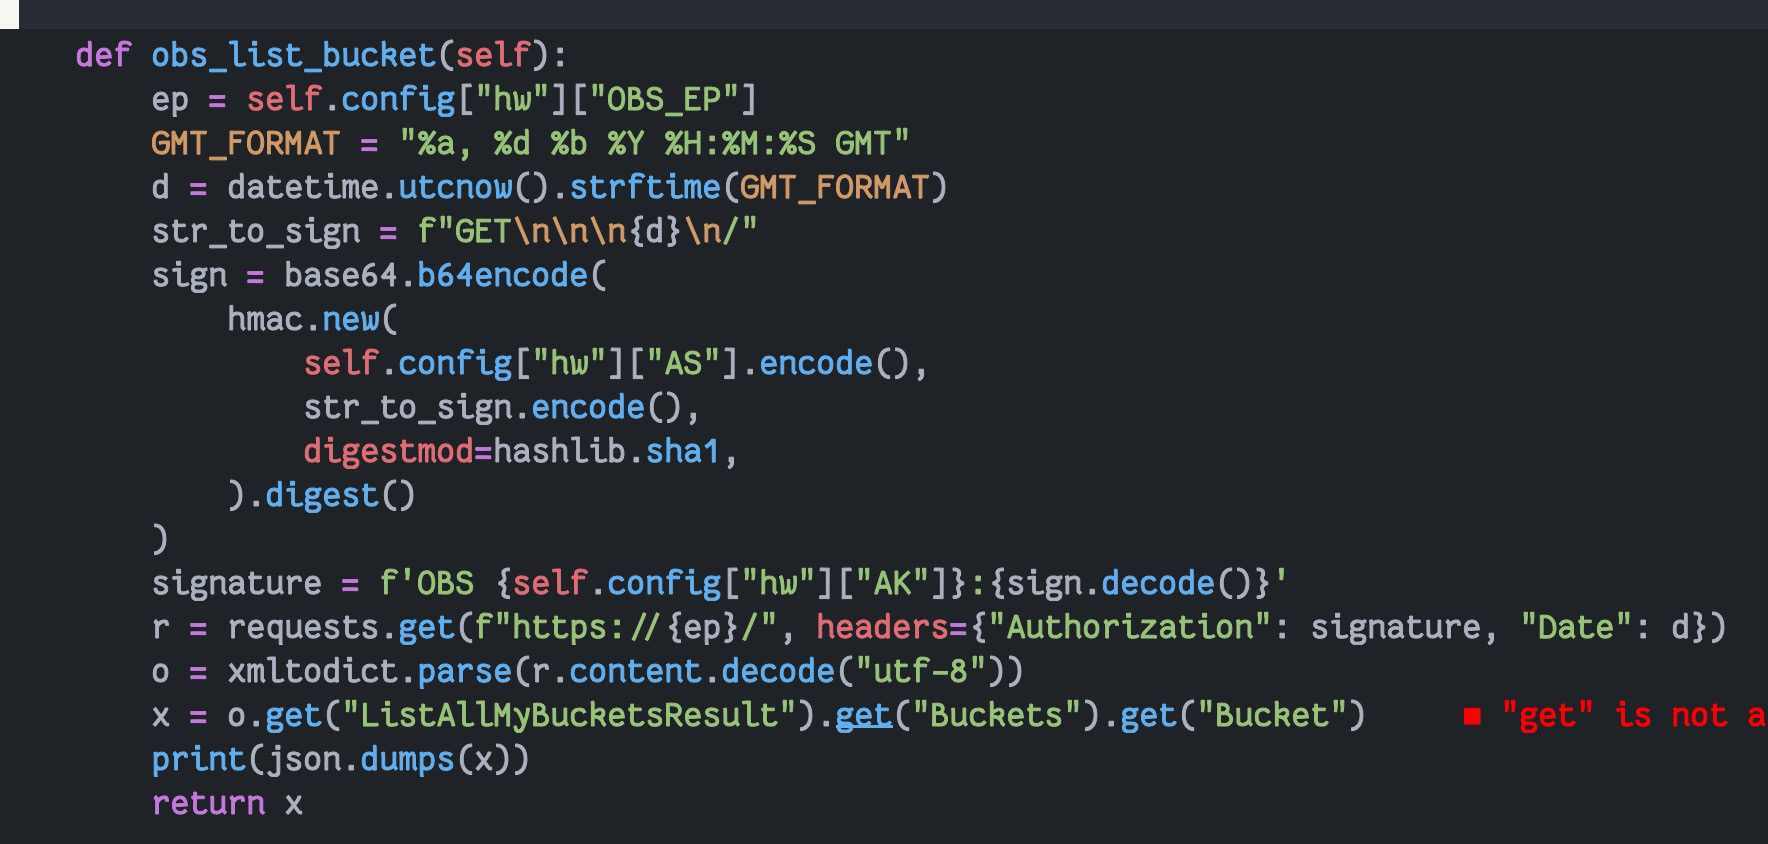 def obs_list_bucket(self):
ep = self.config["hw"]["OBS_EP"]
GMT_FORMAT = "%a, %d %b %Y %H:%M:%S GMT"
d = datetime.utcnow().strftime(GMT_FORMAT)
str_to_sign = f"GET\n\n\n{d}\n/"
sign = base64.b64encode(
hmac.new(
self.config["hw"]["AS"].encode(),
str_to_sign.encode(),
digestmod=hashlib.sha1,
).digest()
)
signature = f'OBS {self.config["hw"]["AK"]}:{sign.decode()}'
r = requests.get(f"https://{ep}/", headers={"Authorization": signature, "Date": d})
o = xmltodict.parse(r.content.decode("utf-8"))
x = o.get("ListAllMyBucketsResult").get("Buckets").get("Bucket") ■ "get" is not a
print(json.dumps(x))
return x